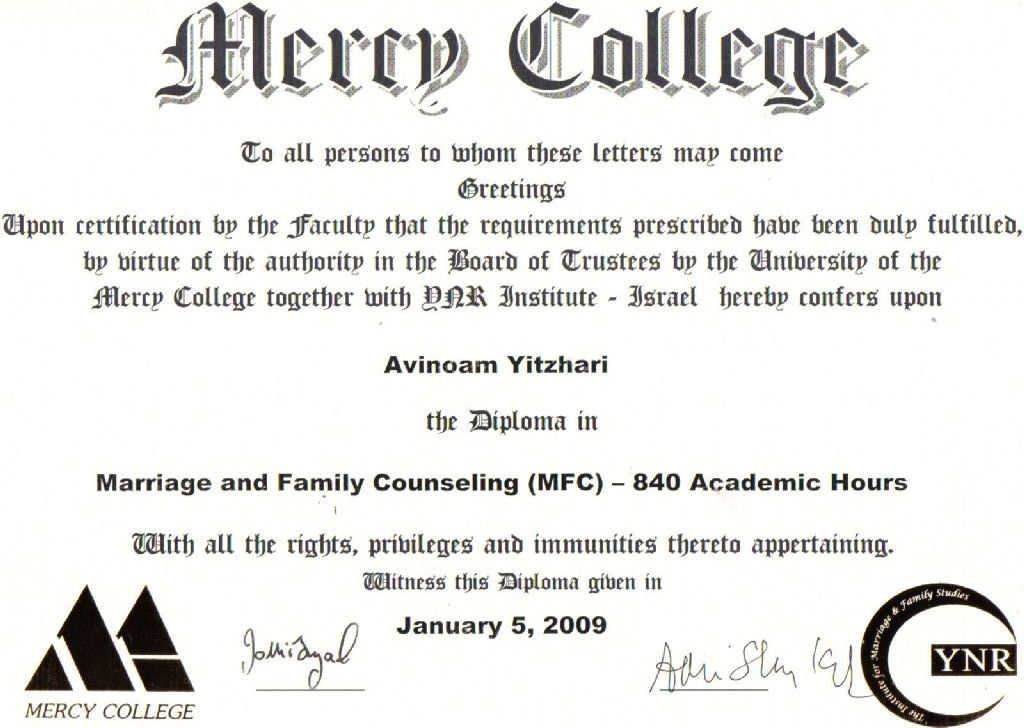 Mercy College
To all persons to whom these letters may come
Greetings
Upon certification by the Faculty that the requirements prescribed have been duly fulfilled,
by virtue of the authority in the Board of Trustees by the University of the
Mercy College together with YNR Institute - Israel hereby confers upon
Avinoam Yitzhari
the Diploma in
Marriage and Family Counseling (MFC) – 840 Academic Hours
With all the rights, privileges and immunities thereto appertaining.
Witness this Diploma given in
January 5, 2009
MERCY COLLEGE
The Institute for Marriage & Family Studies
YNR